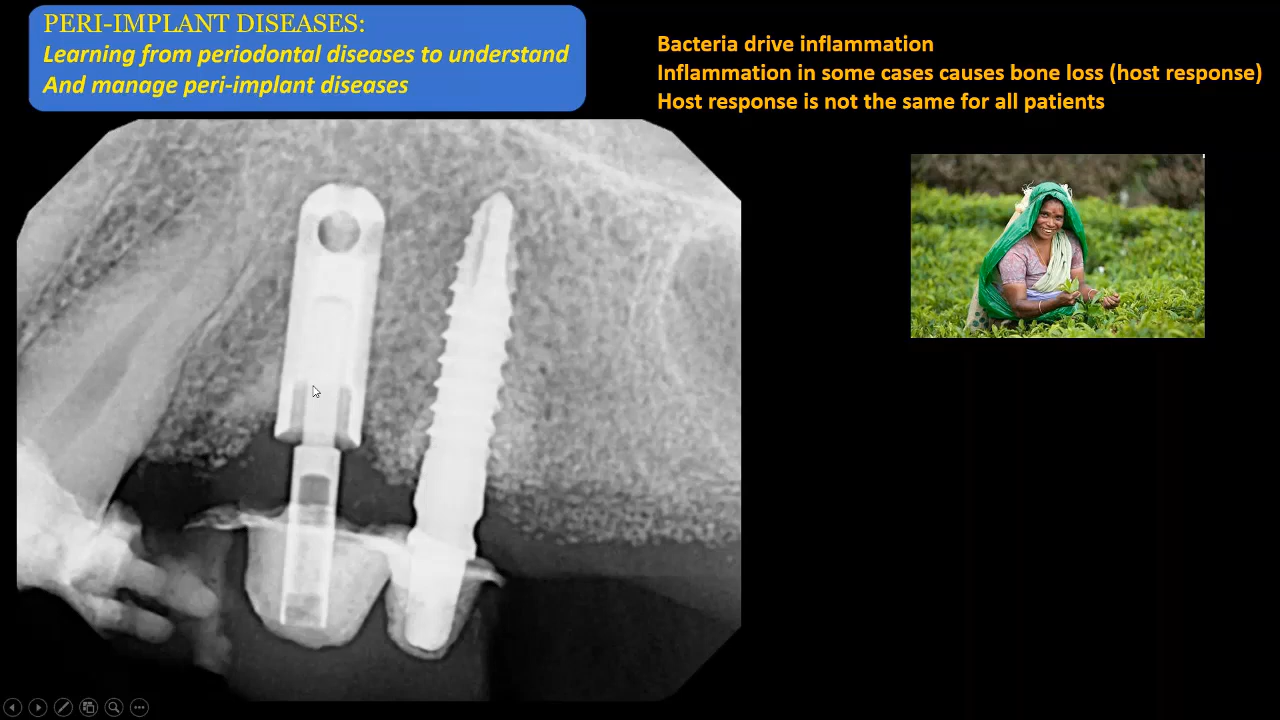 PERI-IMPLANT DISEASES:
Learning from periodontal diseases to understand
And manage peri-implant diseases
Bacteria drive inflammation
Inflammation in some cases causes bone loss (host response)
Host response is not the same for all patients